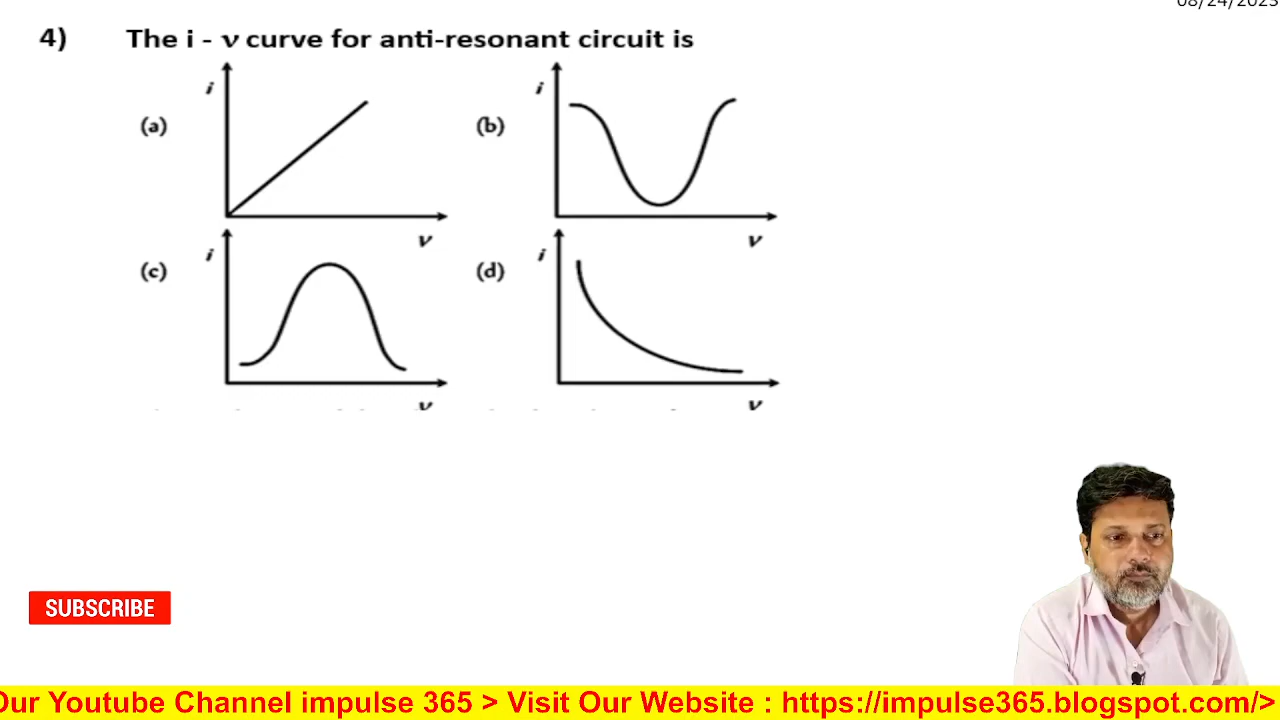 08/24/2025
4) The i - ν curve for anti-resonant circuit is
(a) i ν
(b) i ν
(c) i ν
(d) i ν
SUBSCRIBE
Our Youtube Channel impulse 365 > Visit Our Website : https://impulse365.blogspot.com/>